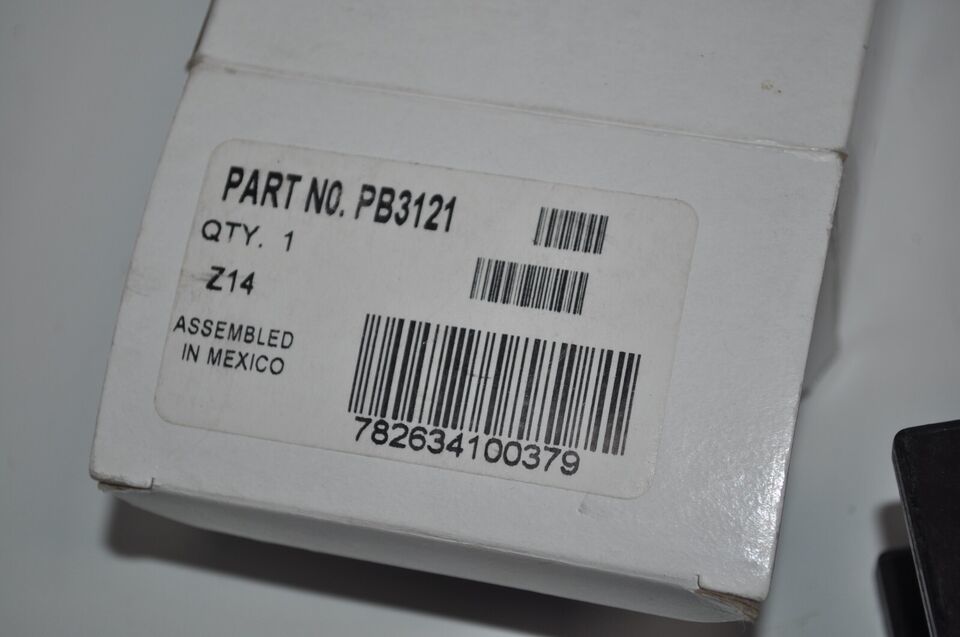 PART NO. PB3121
QTY. 1
Z14
ASSEMBLED
IN MEXICO
782634100379